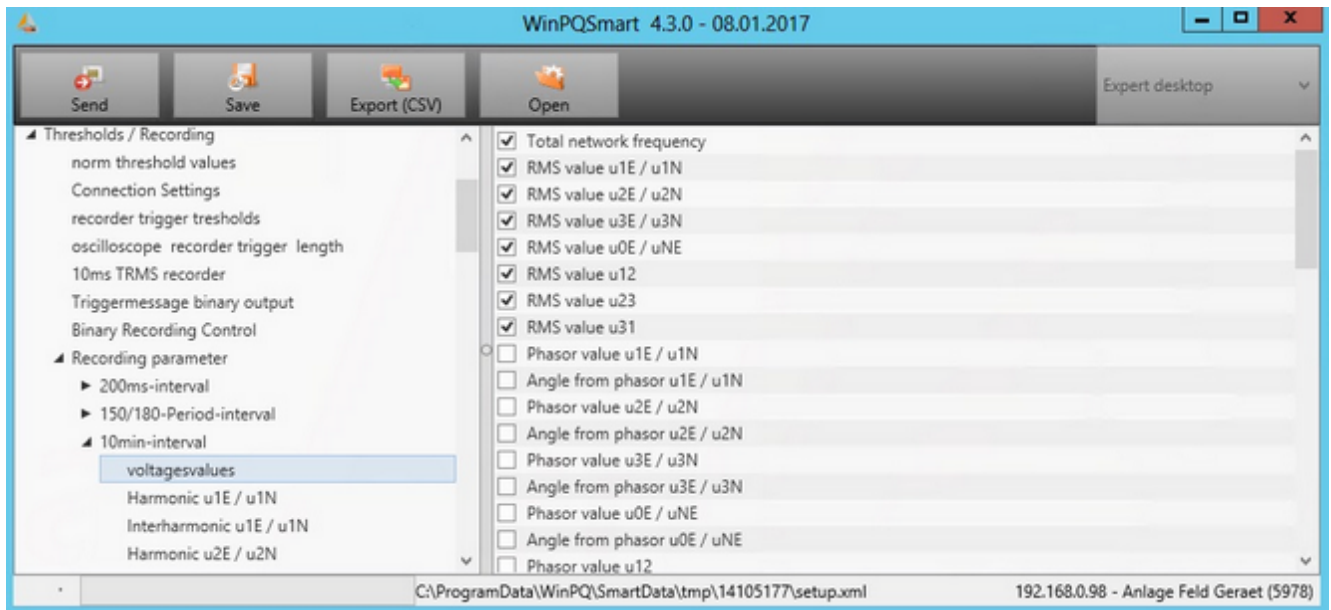 WinPQSmart 4.3.0 - 08.01.2017
Send
Save
Export (CSV)
Open
Expert desktop
Thresholds / Recording
norm threshold values
Connection Settings
recorder trigger tresholds
oscilloscope recorder trigger length
10ms TRMS recorder
Triggermessage binary output
Binary Recording Control
Recording parameter
200ms-interval
150/180-Period-interval
10min-interval
voltagesvalues
Harmonic u1E / u1N
Interharmonic u1E / u1N
Harmonic u2E / u2N
Total network frequency
RMS value u1E / u1N
RMS value u2E / u2N
RMS value u3E / u3N
RMS value u0E / uNE
RMS value u12
RMS value u23
RMS value u31
Phasor value u1E / u1N
Angle from phasor u1E / u1N
Phasor value u2E / u2N
Angle from phasor u2E / u2N
Phasor value u3E / u3N
Angle from phasor u3E / u3N
Phasor value u0E / uNE
Angle from phasor u0E / uNE
Phasor value u12
C:\ProgramData\WinPQ\SmartData\tmp\14105177\setup.xml
192.168.0.98 - Anlage Feld Geraet (5978)